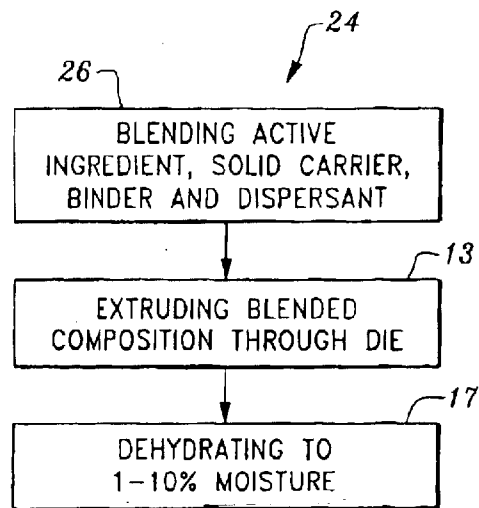 24
26
BLENDING ACTIVE
INGREDIENT, SOLID CARRIER,
BINDER AND DISPERSANT
13
EXTRUDING BLENDED
COMPOSITION THROUGH DIE
17
DEHYDRATING TO
1-10% MOISTURE